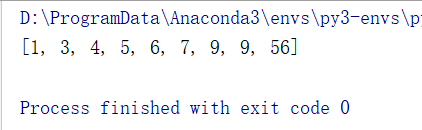 D:\ProgramData\Anaconda3\envs\py3-envs\py
[1, 3, 4, 5, 6, 7, 9, 9, 56]
Process finished with exit code 0